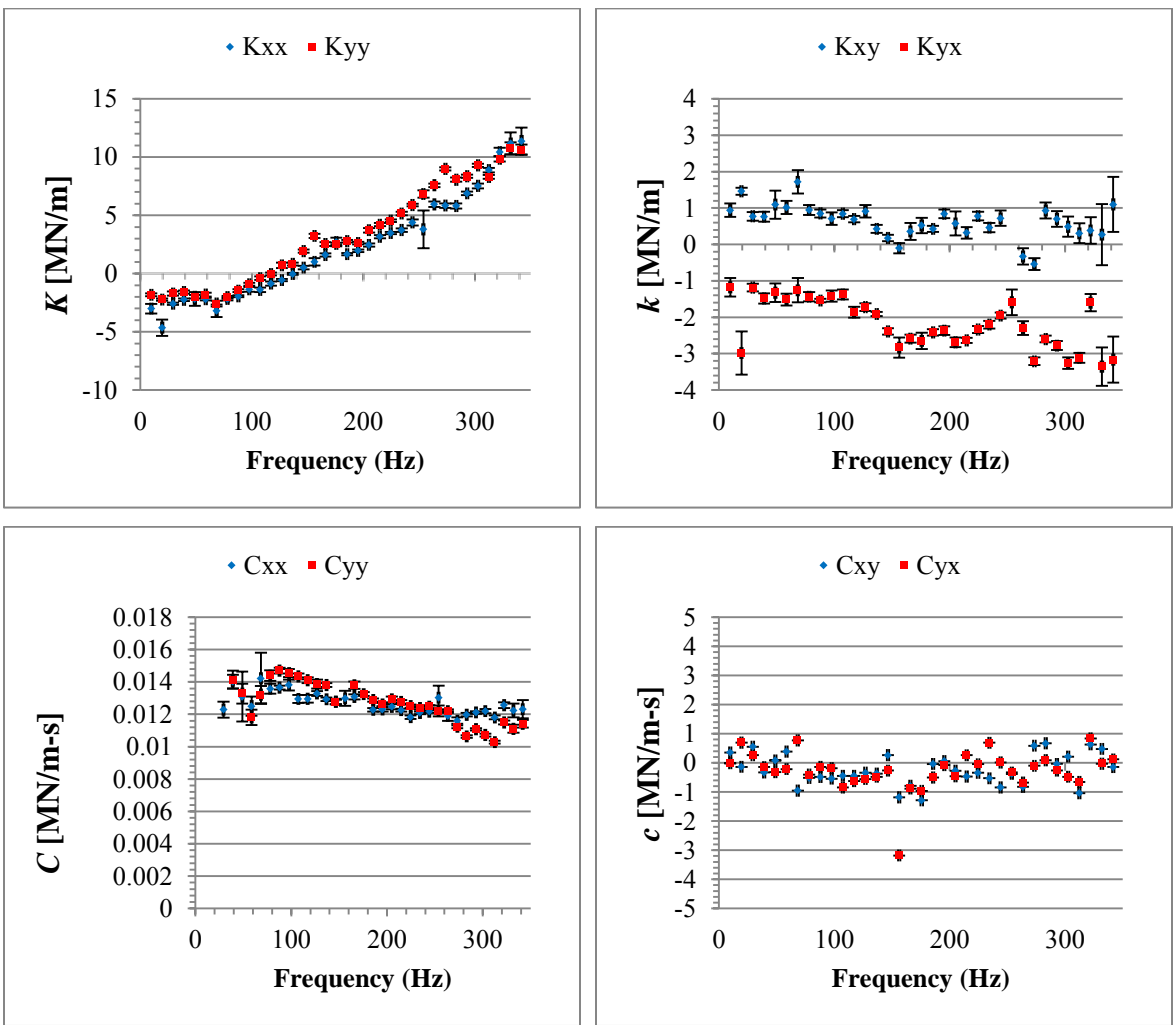 Kxx Kyy
K [MN/m]
15
10
5
0
-5
-10
0 100 200 300
Frequency (Hz)
Kxy Kyx
k [MN/m]
4
3
2
1
0
-1
-2
-3
-4
0 100 200 300
Frequency (Hz)
Cxx Cyy
C [MN/m-s]
0.018
0.016
0.014
0.012
0.01
0.008
0.006
0.004
0.002
0
0 100 200 300
Frequency (Hz)
Cxy Cyx
c [MN/m-s]
5
4
3
2
1
0
-1
-2
-3
-4
-5
0 100 200 300
Frequency (Hz)